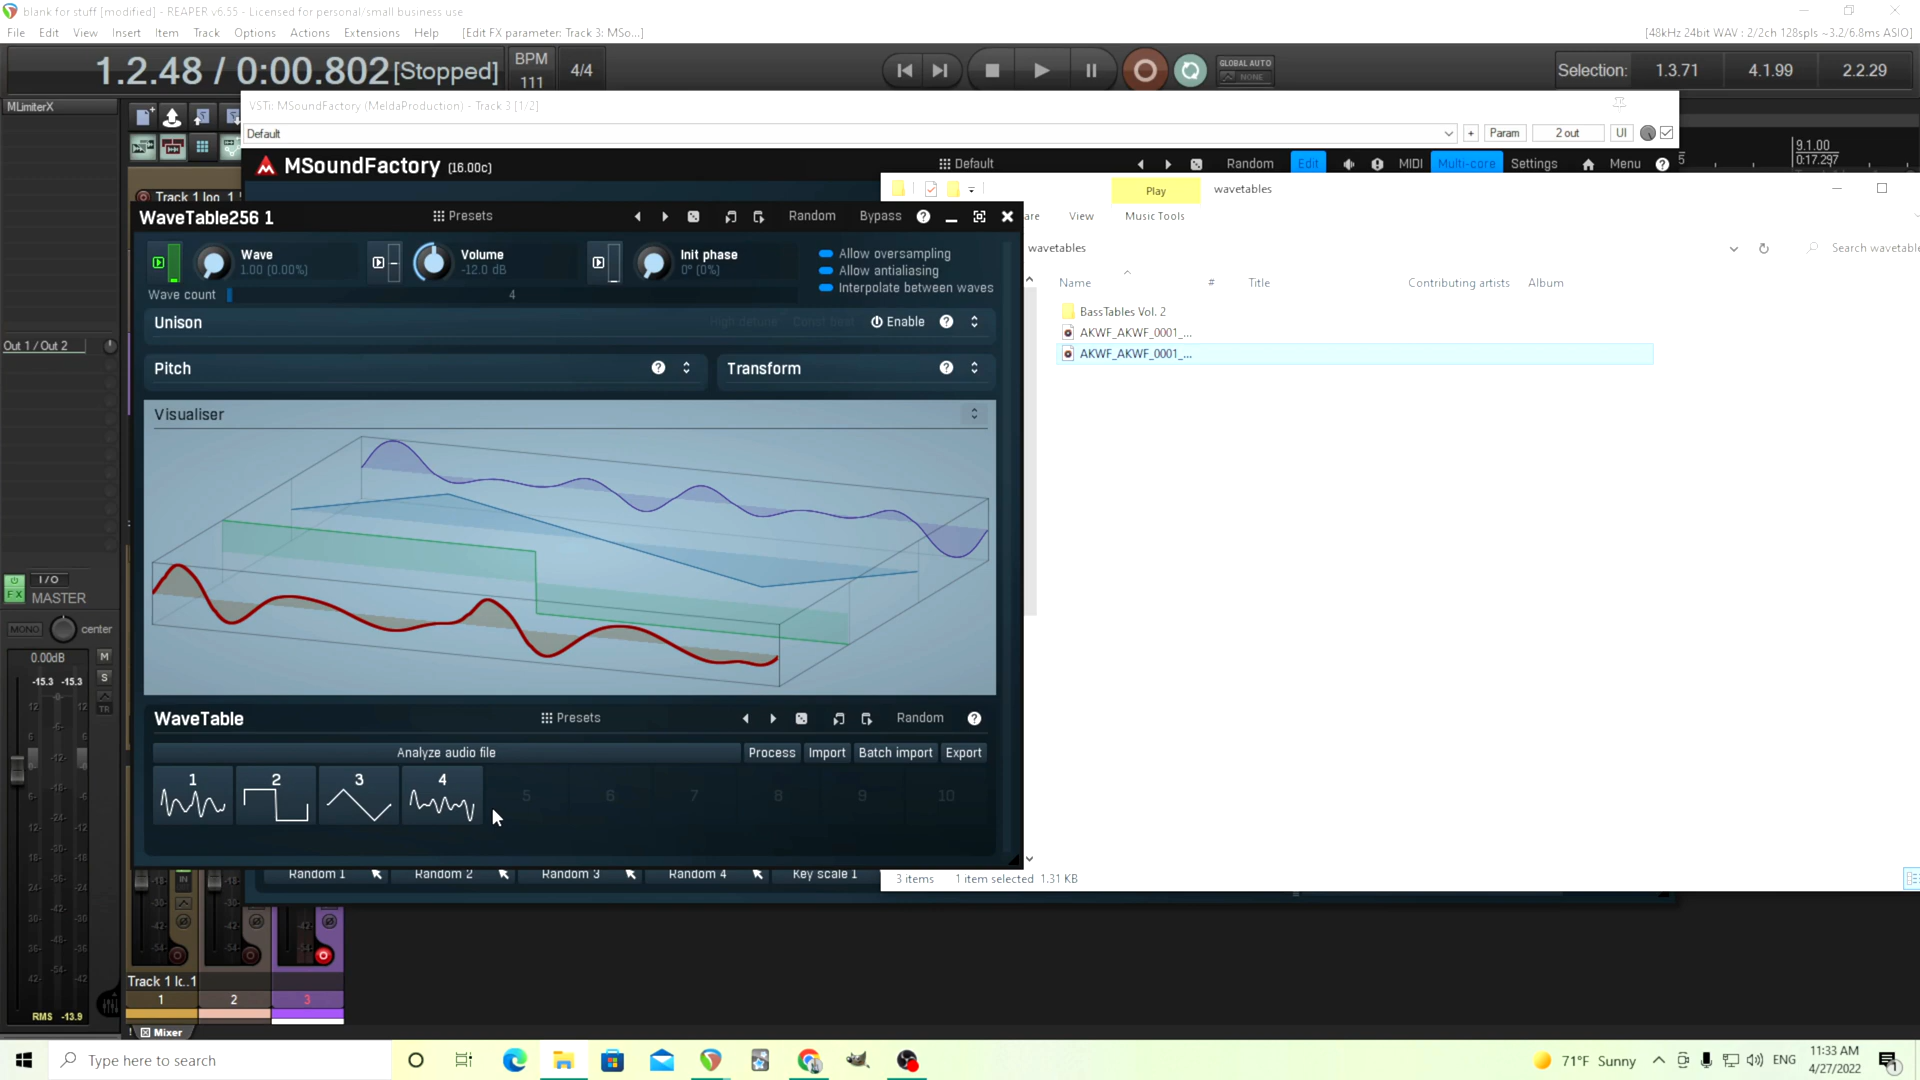 blank for stuff [modified] - REAPER v6.55 - Licensed for personal/small business use
File Edit View Insert Item Track Options Actions Extensions Help [Edit FX parameter: Track 3: MSo...]
[48kHz 24bit WAV : 2/2ch 128spls ~3.2/6.8ms ASIO]
1.2.48 / 0:00.802 [Stopped]
BPM
111
4/4
GLOBAL AUTO
NONE
Selection: 1.3.71 4.1.99 2.2.29
MLimiterX
VSTi: MSoundFactory (MeldaProduction) - Track 3 [1/2]
Default
+ Param 2 out UI
9.1.00
0:17.297
MSoundFactory (16.00c)
Default
Random Edit MIDI Multi-core Settings Menu ?
Track 1 loo_1
WaveTable256 1
Presets
Random Bypass ?
Play
wavetables
View
Music Tools
wavetables
Wave
1.00 (0.00%)
Volume
-12.0 dB
Init phase
0° (0%)
Allow oversampling
Allow antialiasing
Interpolate between waves
Wave count 4
Name # Title Contributing artists Album
BassTables Vol. 2
AKWF_AKWF_0001_...
AKWF_AKWF_0001_...
Unison High detune Const beat Enable ?
Pitch ?
Transform ?
Visualiser
Out 1 / Out 2
I/O
FX
MASTER
MONO
center
0.00dB
-15.3 -15.3
M
S
TR
RMS -13.9
WaveTable
Presets
Random ?
Analyze audio file
Process Import Batch import Export
1 2 3 4 5 6 7 8 9 10
Random 1 Random 2 Random 3 Random 4 Key scale 1
3 items 1 item selected 1.31 KB
Track 1 lc..1
1 2 3
Mixer
Type here to search
71°F Sunny
ENG
11:33 AM
4/27/2022
1